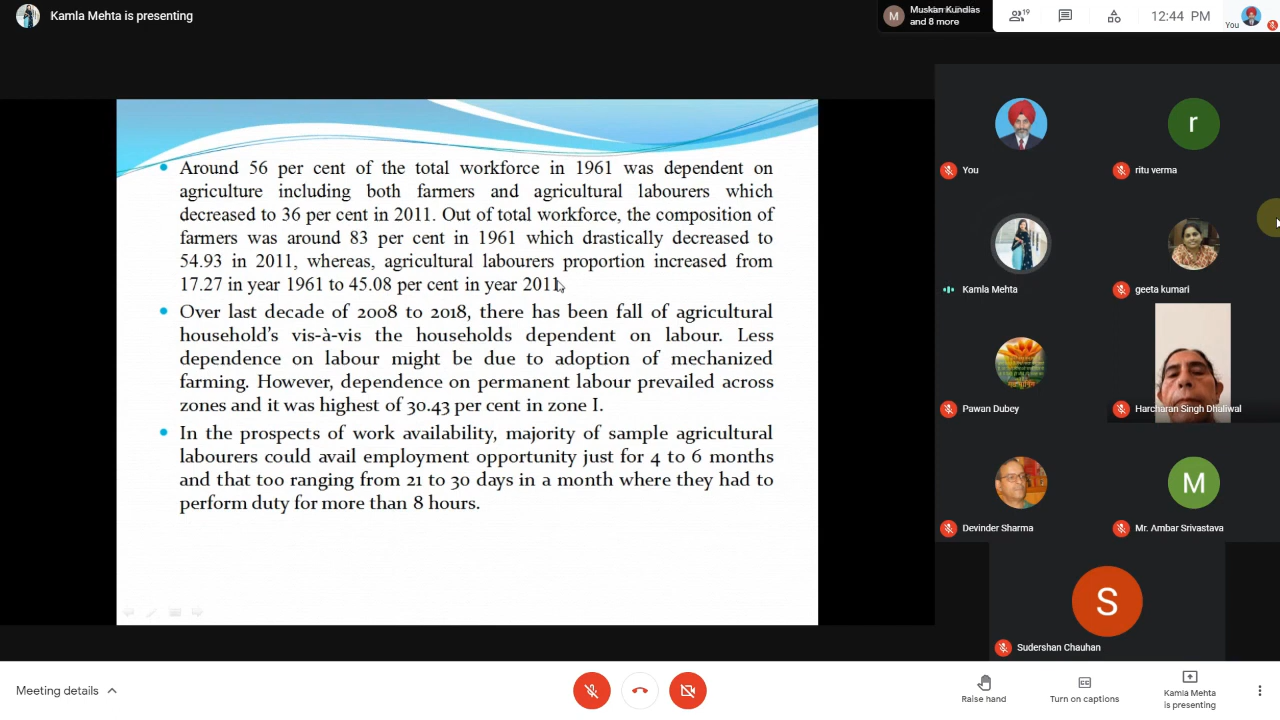 Kamla Mehta is presenting
M
Muskan Kundlas
and 8 more
19
12:44 PM
You
Around 56 per cent of the total workforce in 1961 was dependent on
agriculture including both farmers and agricultural labourers which
decreased to 36 per cent in 2011. Out of total workforce, the composition of
farmers was around 83 per cent in 1961 which drastically decreased to
54.93 in 2011, whereas, agricultural labourers proportion increased from
17.27 in year 1961 to 45.08 per cent in year 2011.
Over last decade of 2008 to 2018, there has been fall of agricultural
household's vis-à-vis the households dependent on labour. Less
dependence on labour might be due to adoption of mechanized
farming. However, dependence on permanent labour prevailed across
zones and it was highest of 30.43 per cent in zone I.
In the prospects of work availability, majority of sample agricultural
labourers could avail employment opportunity just for 4 to 6 months
and that too ranging from 21 to 30 days in a month where they had to
perform duty for more than 8 hours.
You
r
ritu verma
Kamla Mehta
geeta kumari
Pawan Dubey
Harcharan Singh Dhaliwal
Devinder Sharma
M
Mr. Ambar Srivastava
S
Sudershan Chauhan
Meeting details
Raise hand
Turn on captions
Kamla Mehta
is presenting